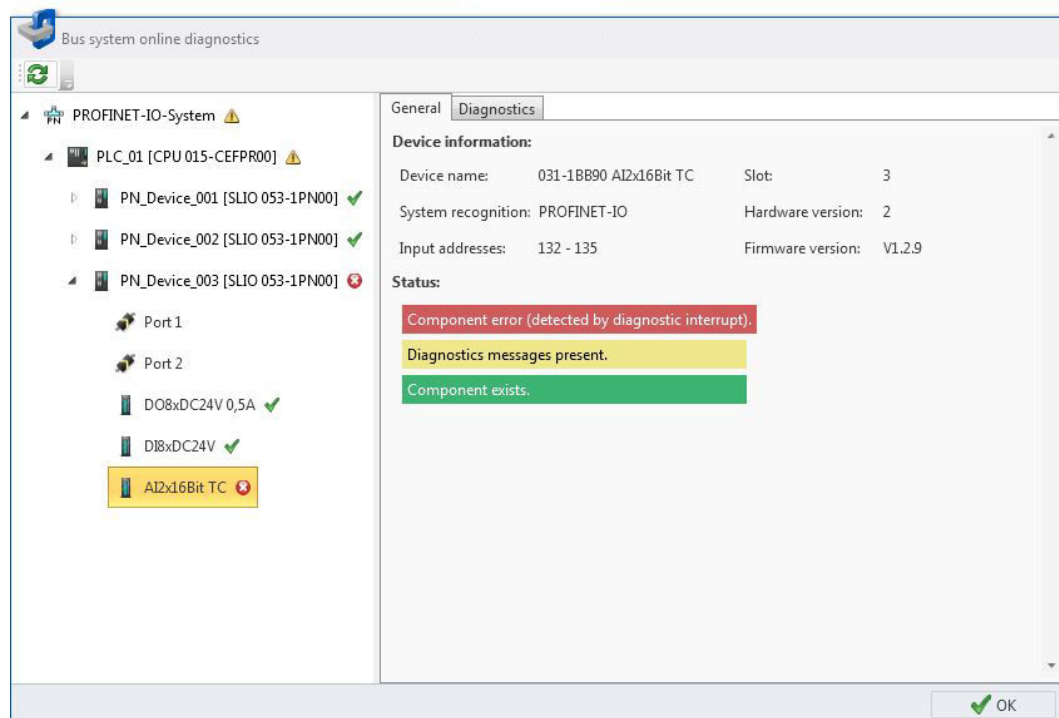 Bus system online diagnostics
PN PROFINET-IO-System
PLC_01 [CPU 015-CEFPR00]
PN_Device_001 [SLIO 053-1PN00]
PN_Device_002 [SLIO 053-1PN00]
PN_Device_003 [SLIO 053-1PN00]
Port 1
Port 2
DO8xDC24V 0,5A
DI8xDC24V
AI2x16Bit TC
General Diagnostics
Device information:
Device name: 031-1BB90 AI2x16Bit TC Slot: 3
System recognition: PROFINET-IO Hardware version: 2
Input addresses: 132 - 135 Firmware version: V1.2.9
Status:
Component error (detected by diagnostic interrupt).
Diagnostics messages present.
Component exists.
OK